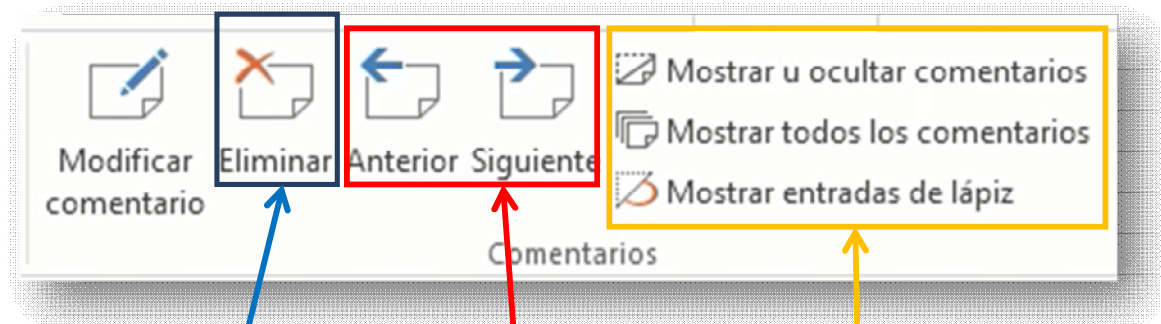 Modificar
comentario
Eliminar
Anterior
Siguiente
Mostrar u ocultar comentarios
Mostrar todos los comentarios
Mostrar entradas de lápiz
Comentarios